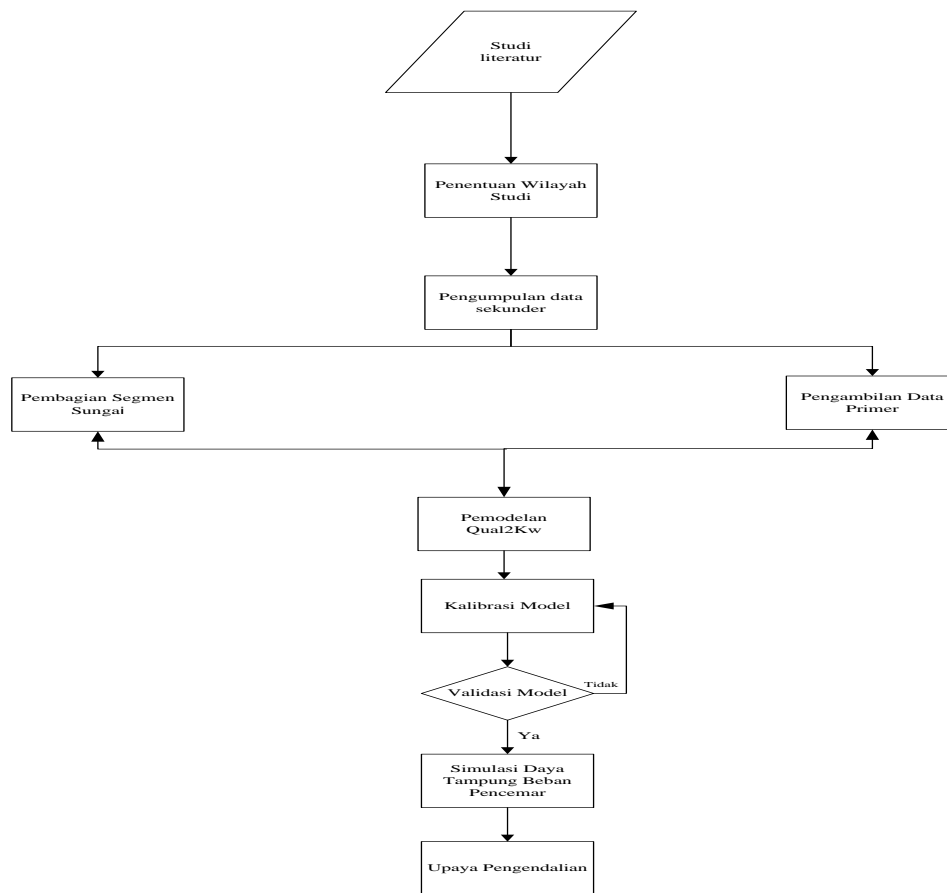 Studi
literatur
Penentuan Wilayah
Studi
Pengumpulan data
sekunder
Pembagian Segmen
Sungai
Pengambilan Data
Primer
Pemodelan
Qual2Kw
Kalibrasi Model
Validasi Model
Tidak
Ya
Simulasi Daya
Tampung Beban
Pencemar
Upaya Pengendalian